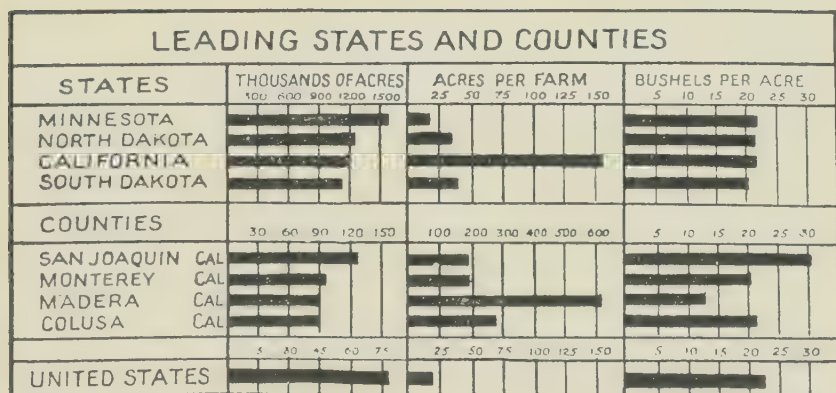 LEADING STATES AND COUNTIES
STATES THOUSANDS OF ACRES ACRES PER FARM BUSHELS PER ACRE
300 600 900 1200 1500 25 50 75 100 125 150 5 10 15 20 25 30
MINNESOTA
NORTH DAKOTA
CALIFORNIA
SOUTH DAKOTA
COUNTIES 30 60 90 120 150 100 200 300 400 500 600 5 10 15 20 25 30
SAN JOAQUIN CAL
MONTEREY CAL
MADERA CAL
COLUSA CAL
30 45 60 75 25 50 75 100 125 150 5 10 15 20 25 30
UNITED STATES